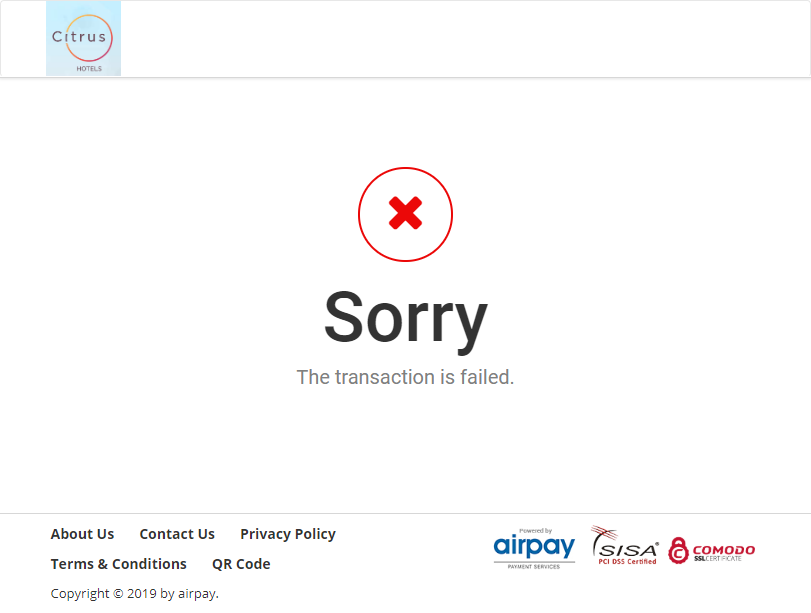 Citrus
HOTELS
Sorry
The transaction is failed.
About Us Contact Us Privacy Policy
Terms & Conditions QR Code
Copyright © 2019 by airpay.
Powered by
airpay
PAYMENT SERVICES
SISA®
PCI DSS Certified
COMODO
SSL CERTIFICATE